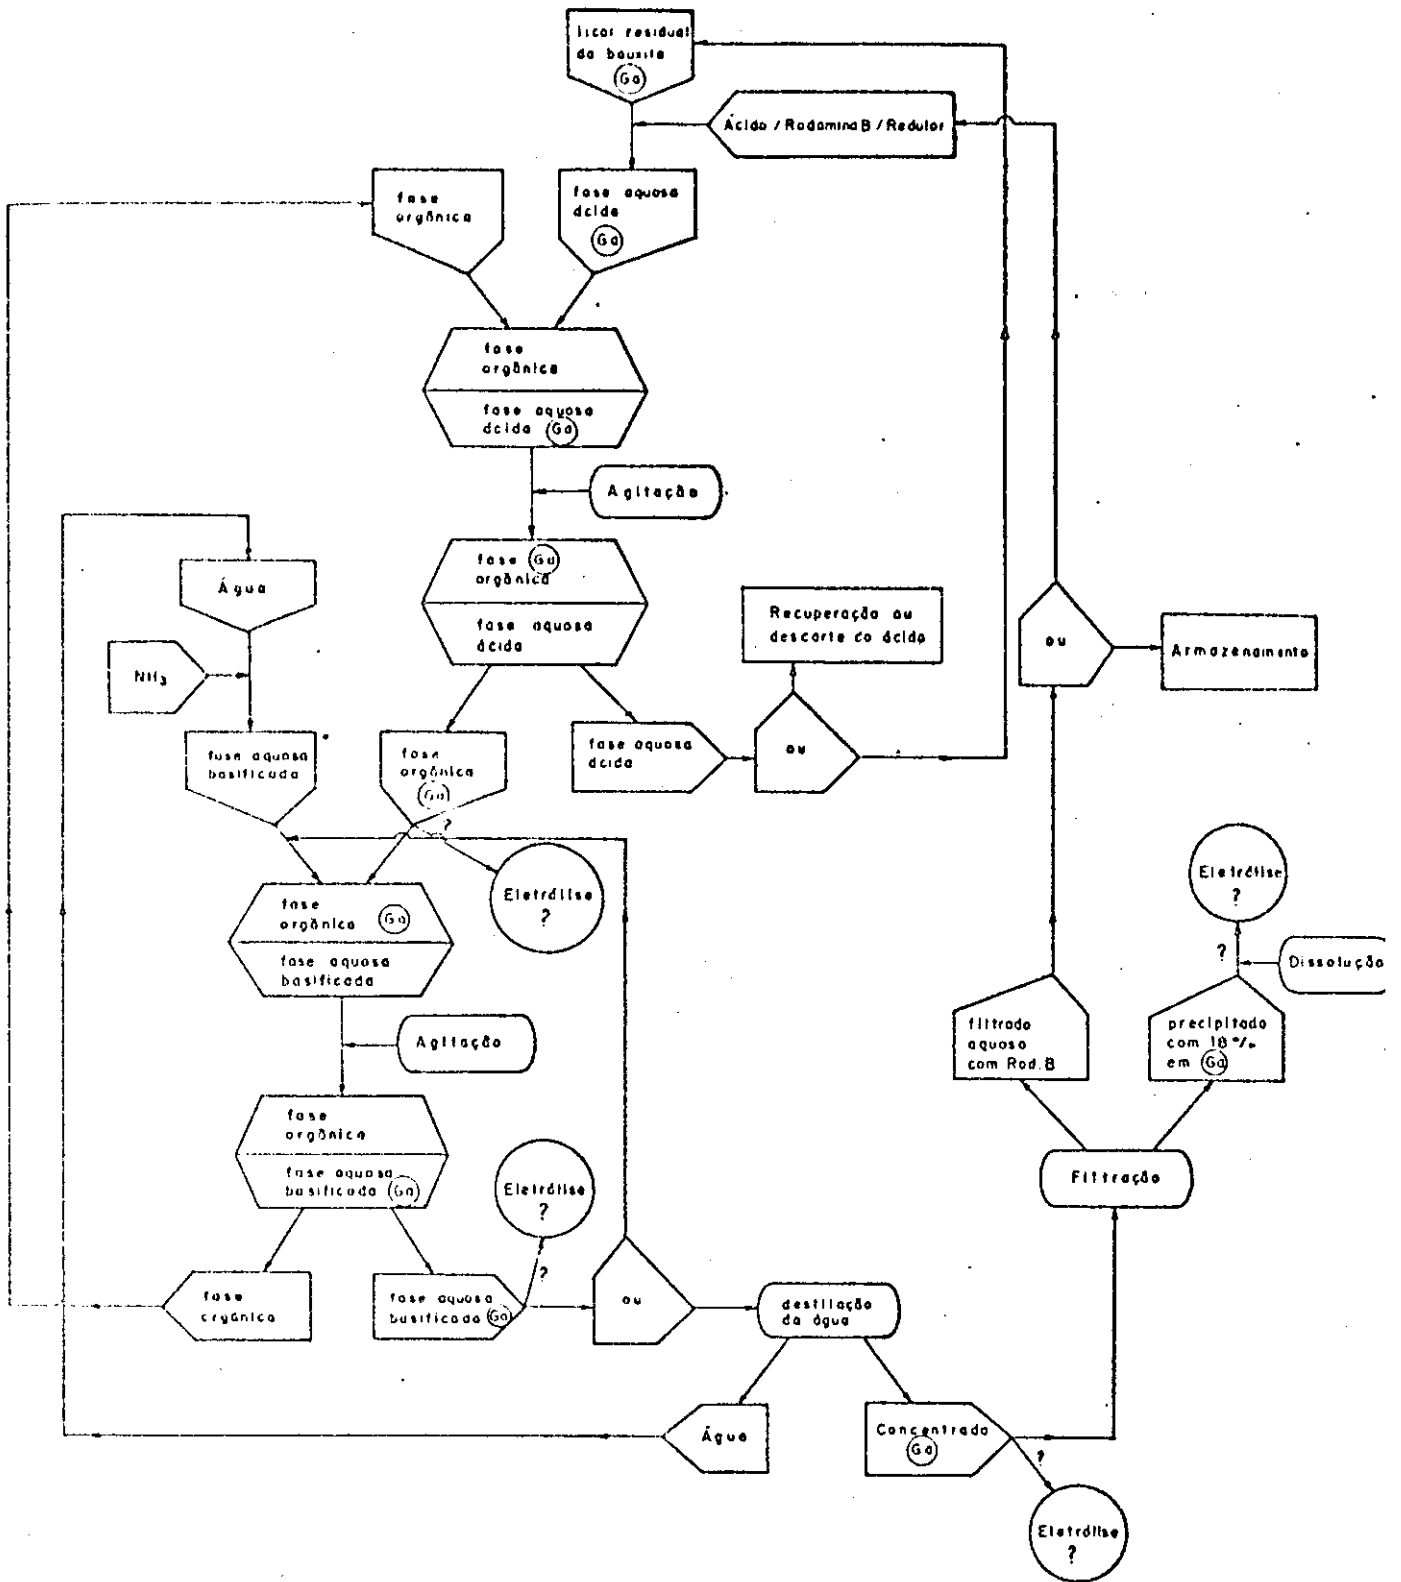 licor residual
da bauxita
Ga
Ácido / Rodamina B / Redutor
fase
orgânica
fase aquosa
ácida
Ga
fase
orgânica
fase aquosa
ácida Ga
Agitação
fase Ga
orgânica
fase aquosa
ácida
Água
NH₃
fase aquosa
basificada
fase
orgânica
Ga
?
fase aquosa
ácida
Recuperação ou
descarte do ácido
ou
ou
Armazenamento
Eletrólise
?
fase
orgânica Ga
fase aquosa
basificada
Agitação
Eletrólise
?
?
Dissolução
filtrado
aquoso
com Rod. B
precipitado
com 18 %
em Ga
fase
orgânica
fase aquosa
basificada Ga
Filtração
Eletrólise
?
?
fase
orgânica
fase aquosa
basificada Ga
ou
destilação
da água
Água
Concentrado
Ga
?
Eletrólise
?